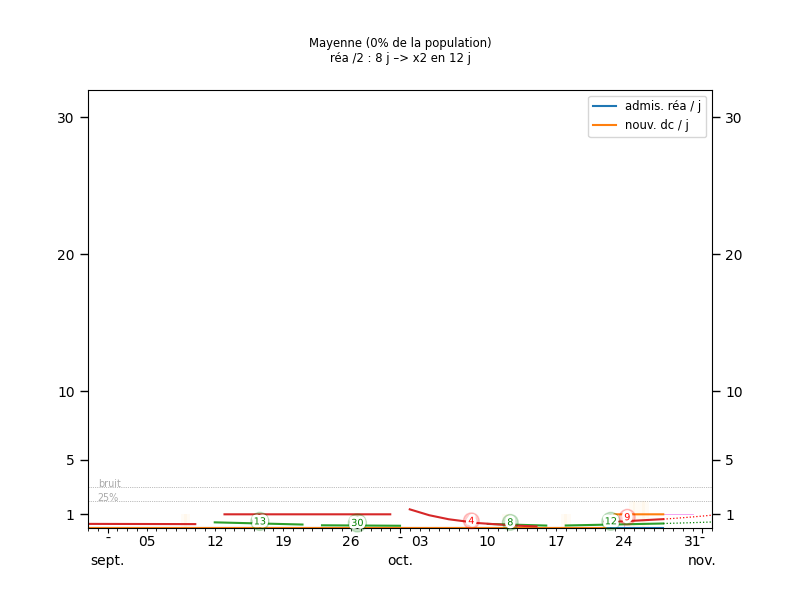 Mayenne (0% de la population)
réa /2 : 8 j –> x2 en 12 j
admis. réa / j
nouv. dc / j
30 30
20 20
10 10
5 5
bruit
25%
1 1
13 30 4 8 12 9
- 05 12 19 26 - 03 10 17 24 31 -
sept. oct. nov.